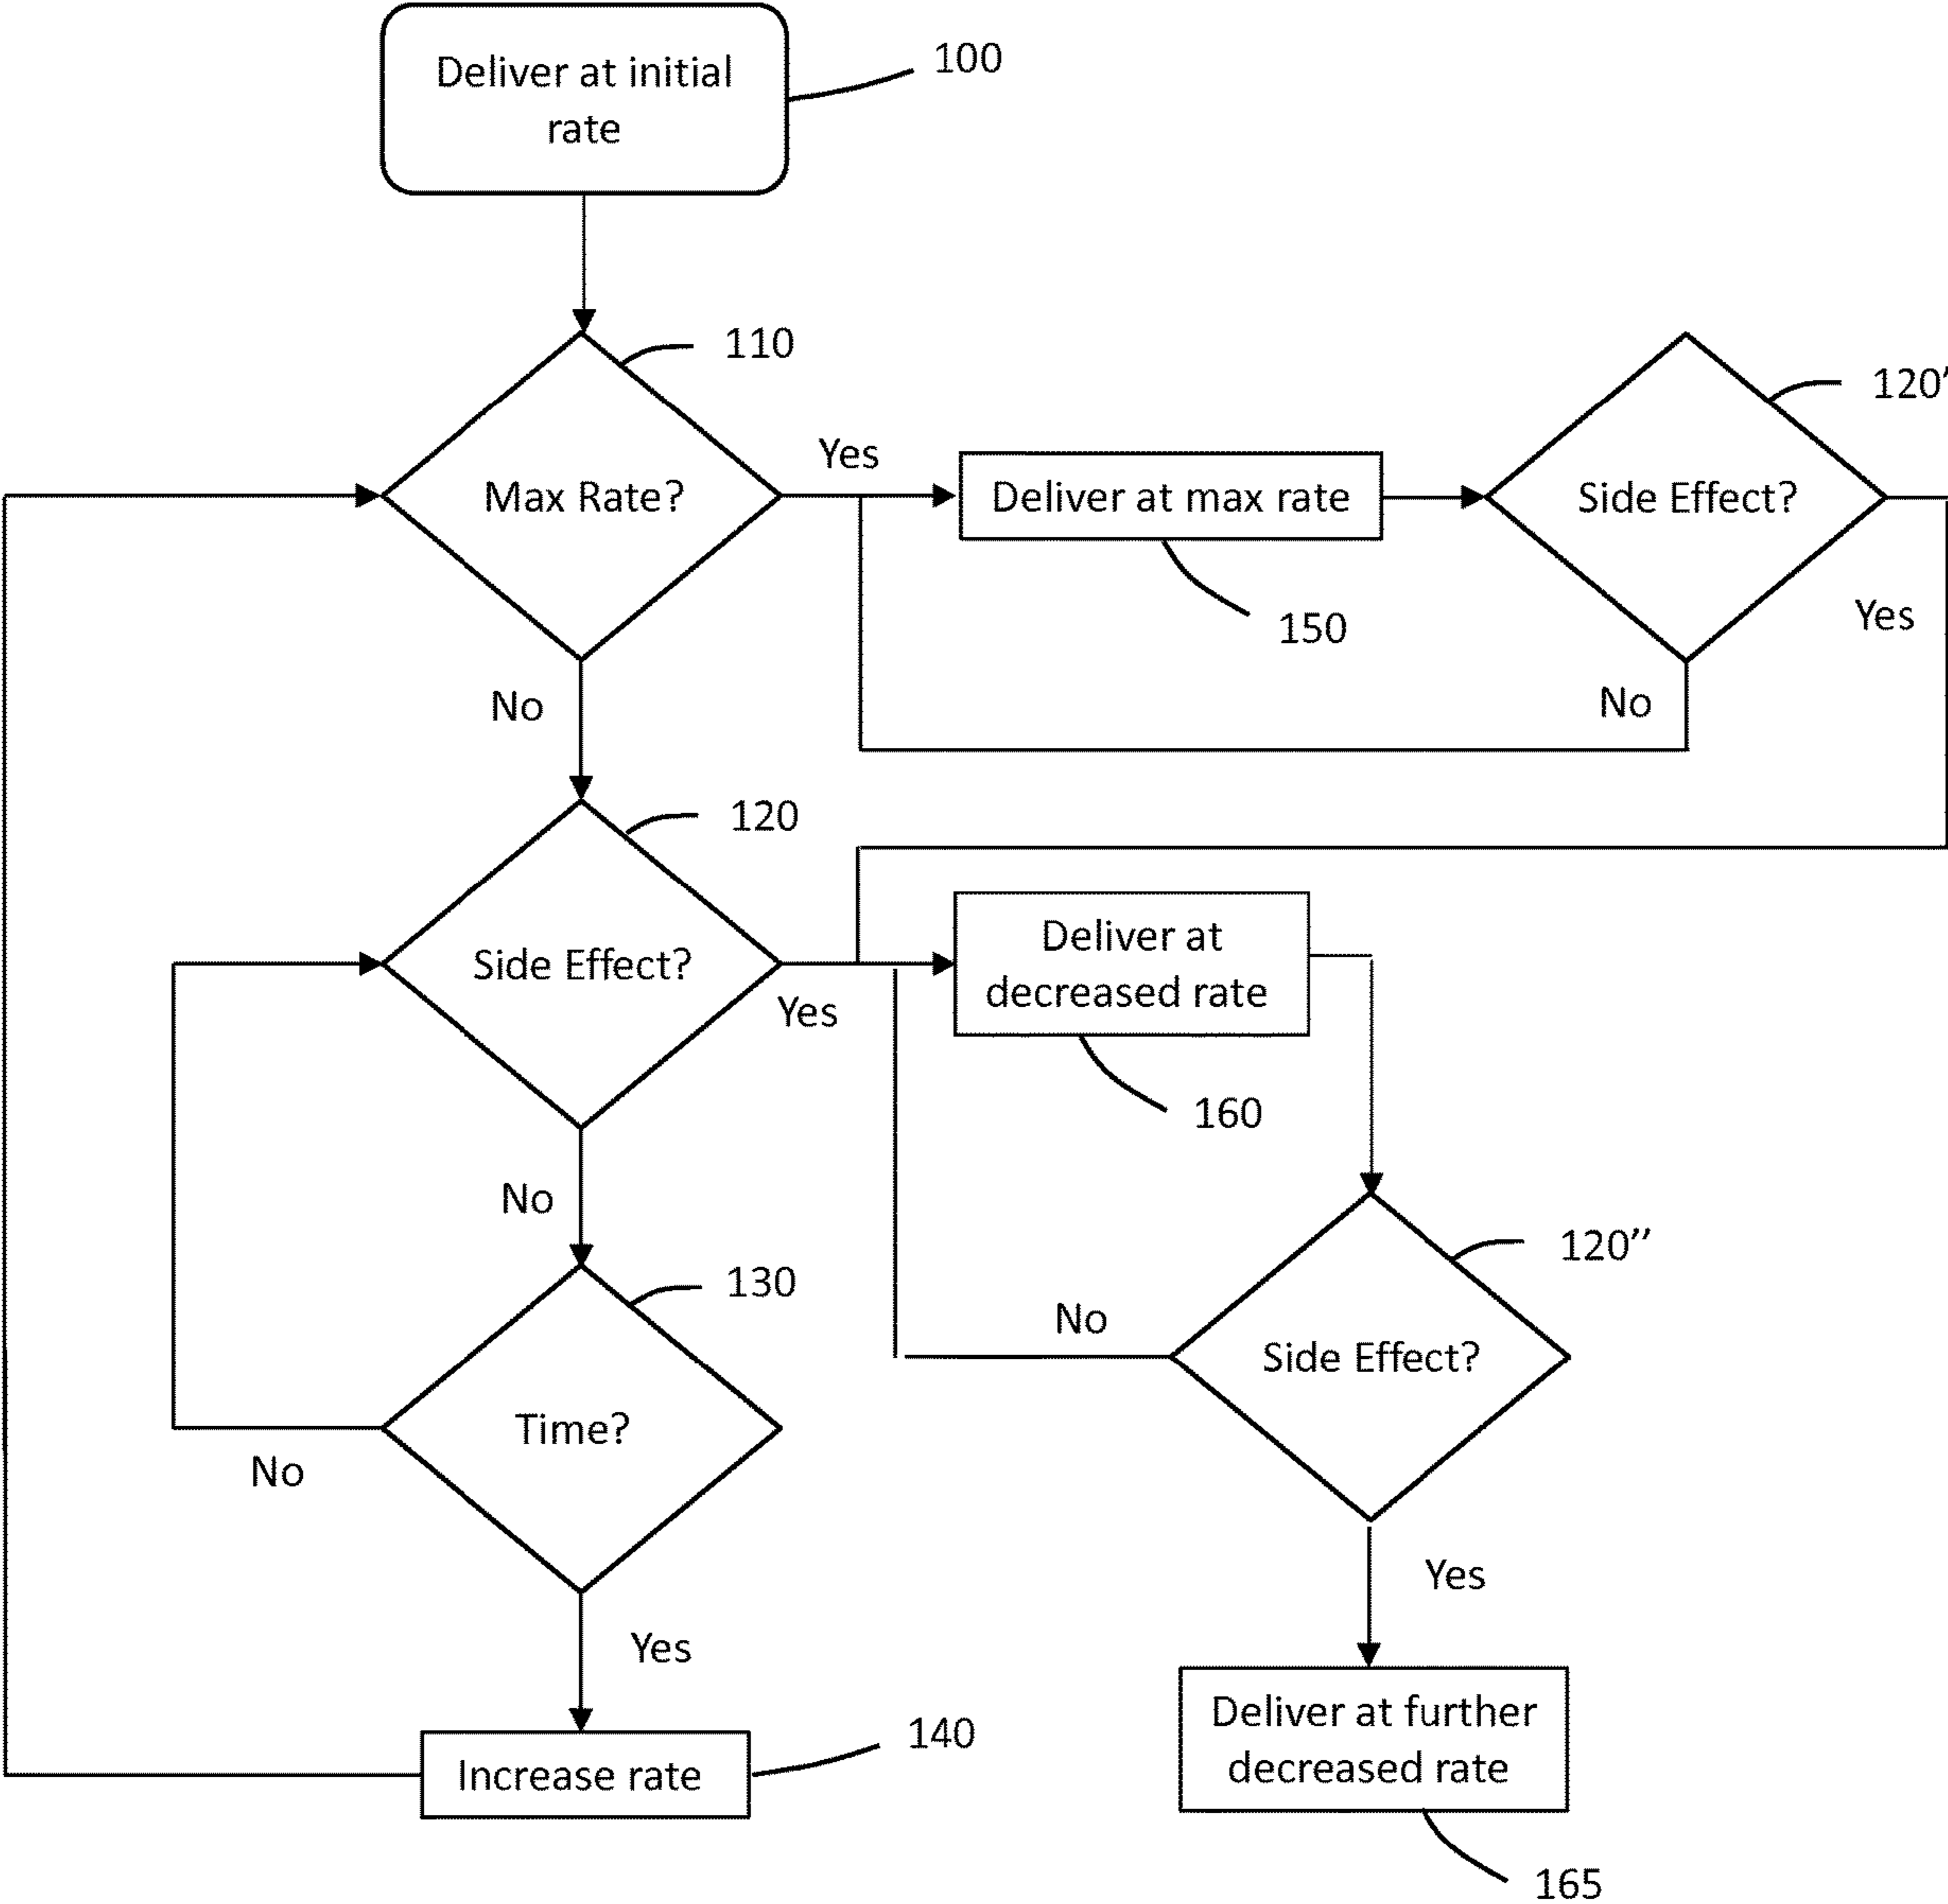 Deliver at initial
rate
100
110
Max Rate?
Yes
Deliver at max rate
150
120'
Side Effect?
Yes
No
No
120
Side Effect?
Yes
Deliver at
decreased rate
160
No
130
Time?
No
120’’
Side Effect?
No
Yes
Yes
Increase rate
140
Deliver at further
decreased rate
165